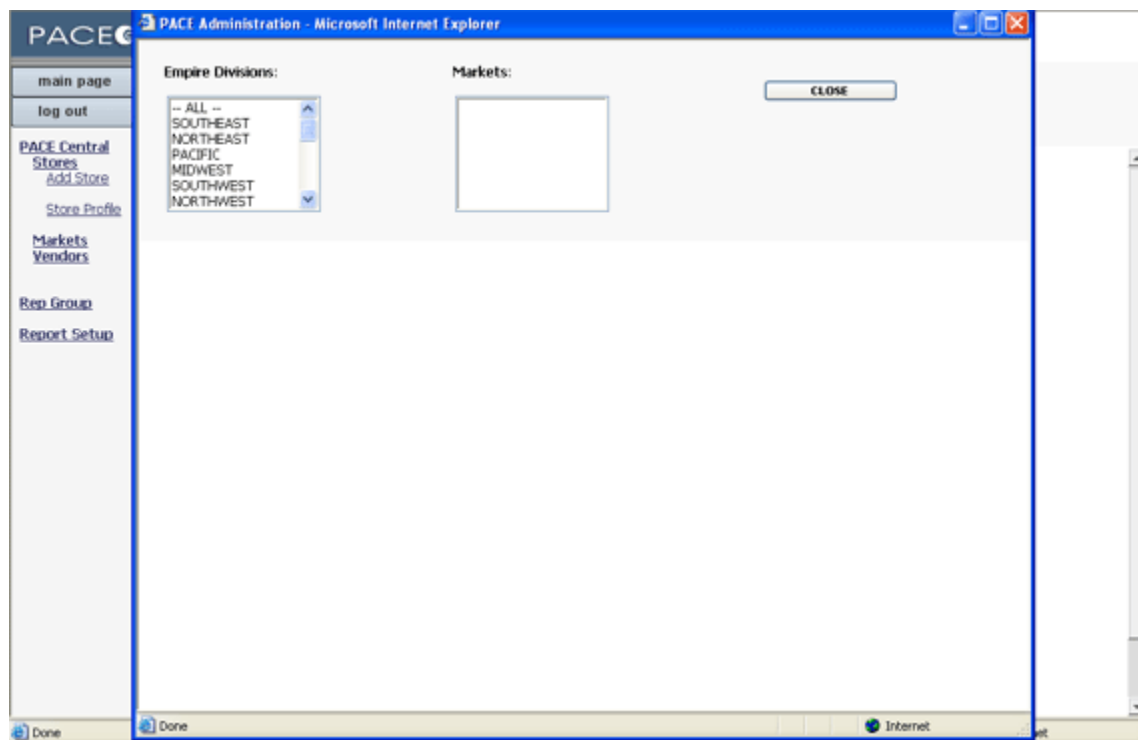 PACE
main page
log out
PACE Central
Stores
Add Store
Store Profile
Markets
Vendors
Rep Group
Report Setup
Done
PACE Administration - Microsoft Internet Explorer
Empire Divisions:
-- ALL --
SOUTHEAST
NORTHEAST
PACIFIC
MIDWEST
SOUTHWEST
NORTHWEST
Markets:
CLOSE
Done
Internet
et